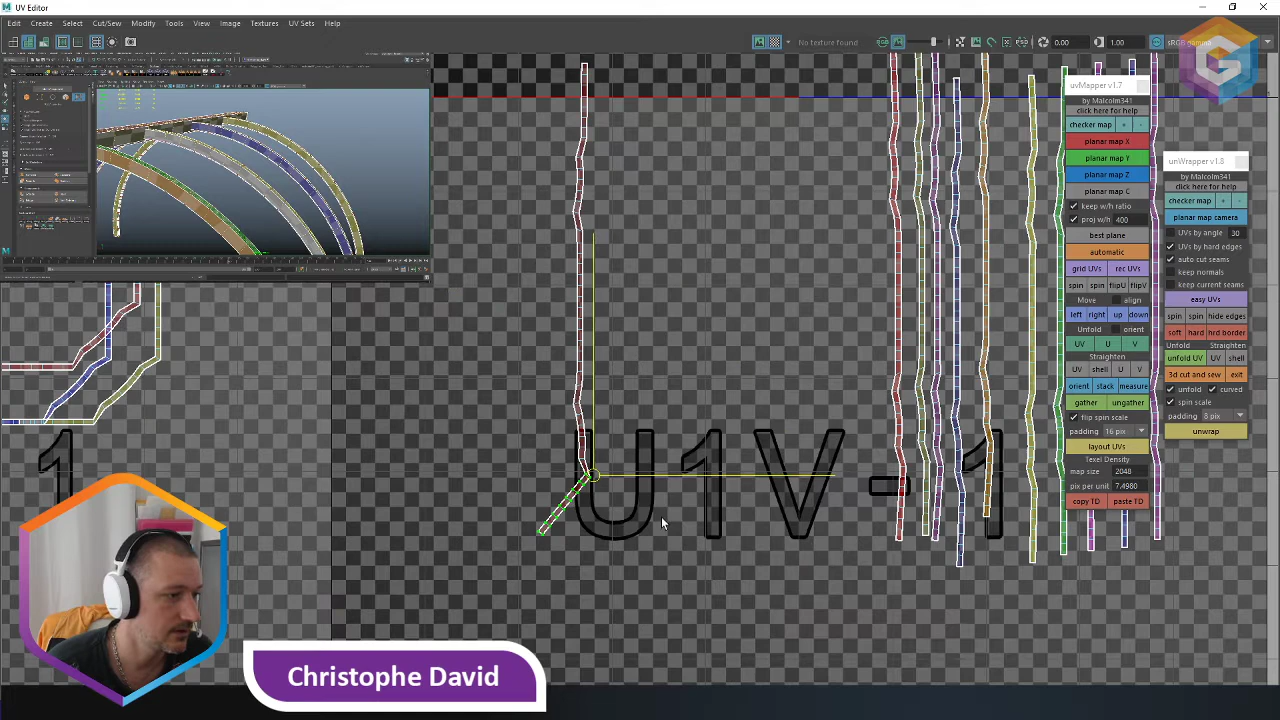 UV Editor
Edit Create Select Cut/Sew Modify Tools View Image Textures UV Sets Help
No texture found
0.00
1.00
sRGB gamma
uvMapper v1.7
by Malcolm341
click here for help
checker map + -
planar map X
planar map Y
planar map Z
planar map C
keep w/h ratio
proj w/h 400
best plane
automatic
grid UVs rec UVs
spin spin flipU flipV
Move align
left right up down
Unfold orient
UV U V
Straighten
UV shell U V
orient stack measure
gather ungather
flip spin scale
padding 16 pix
layout UVs
Texel Density
map size 2048
pix per unit 7.4980
copy TD paste TD
unWrapper v1.3
by Malcolm341
click here for help
checker map + -
planar map camera
UVs by angle 30
UVs by hard edges
auto cut seams
keep normals
keep current seams
easy UVs
spin spin hide edges
soft hard hrd border
Unfold Straighten
unfold UV UV shell
3d cut and sew exit
unfold curved
spin scale
padding 8 pix
unwrap
1
U1V-1
Christophe David